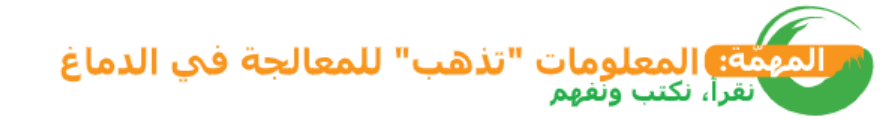 المهمّة: المعلومات "تذهب" للمعالجة في الدماغ
نقرأ، نكتب ونفهم